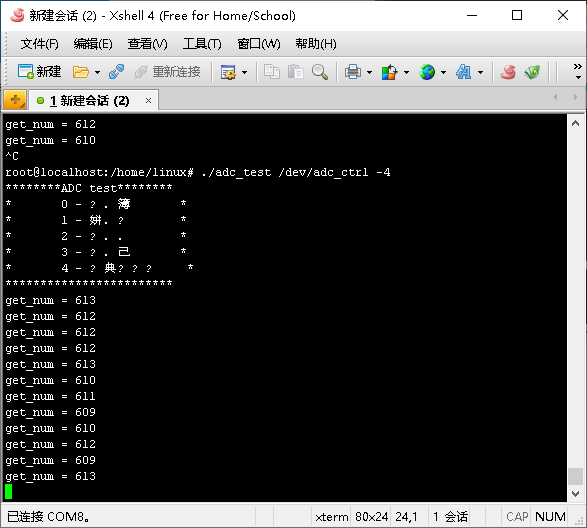 新建会话 (2) - Xshell 4 (Free for Home/School)
文件(F) 编辑(E) 查看(V) 工具(T) 窗口(W) 帮助(H)
新建 重新连接
1 新建会话 (2)
get_num = 612
get_num = 610
^C
root@localhost:/home/linux# ./adc_test /dev/adc_ctrl -4
********ADC test********
* 0 - ? . 簿 *
* 1 - 姘. ? *
* 2 - ? . . *
* 3 - ? . 己 *
* 4 - ? 典? ? ? *
************************
get_num = 613
get_num = 612
get_num = 612
get_num = 612
get_num = 613
get_num = 610
get_num = 611
get_num = 609
get_num = 610
get_num = 612
get_num = 609
get_num = 613
已连接 COM8。 xterm 80x24 24,1 1 会话 CAP NUM